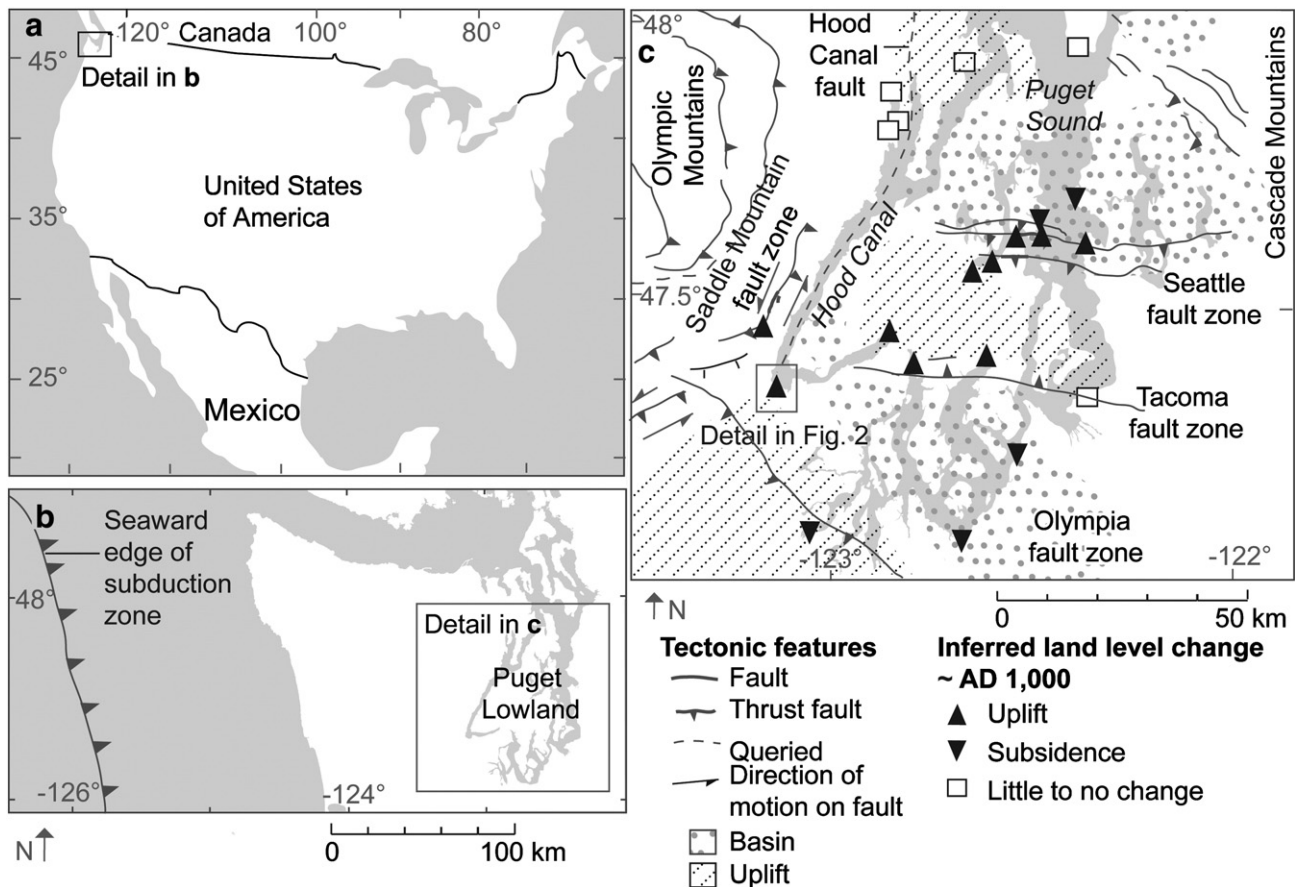 a
120°
Canada
100°
80°
45°
Detail in b
United States
of America
35°
25°
Mexico
b
Seaward
edge of
subduction
zone
48°
Detail in c
Puget
Lowland
-126°
-124°
N
0
100 km
48°
c
Hood
Canal
fault
Puget
Sound
Cascade Mountains
Olympic
Mountains
Saddle Mountain
fault zone
Hood Canal
47.5°
Seattle
fault zone
Tacoma
fault zone
Detail in Fig. 2
Olympia
fault zone
-123°
-122°
N
0
50 km
Tectonic features
Fault
Thrust fault
Queried
Direction of
motion on fault
Basin
Uplift
Inferred land level change
~ AD 1,000
Uplift
Subsidence
Little to no change